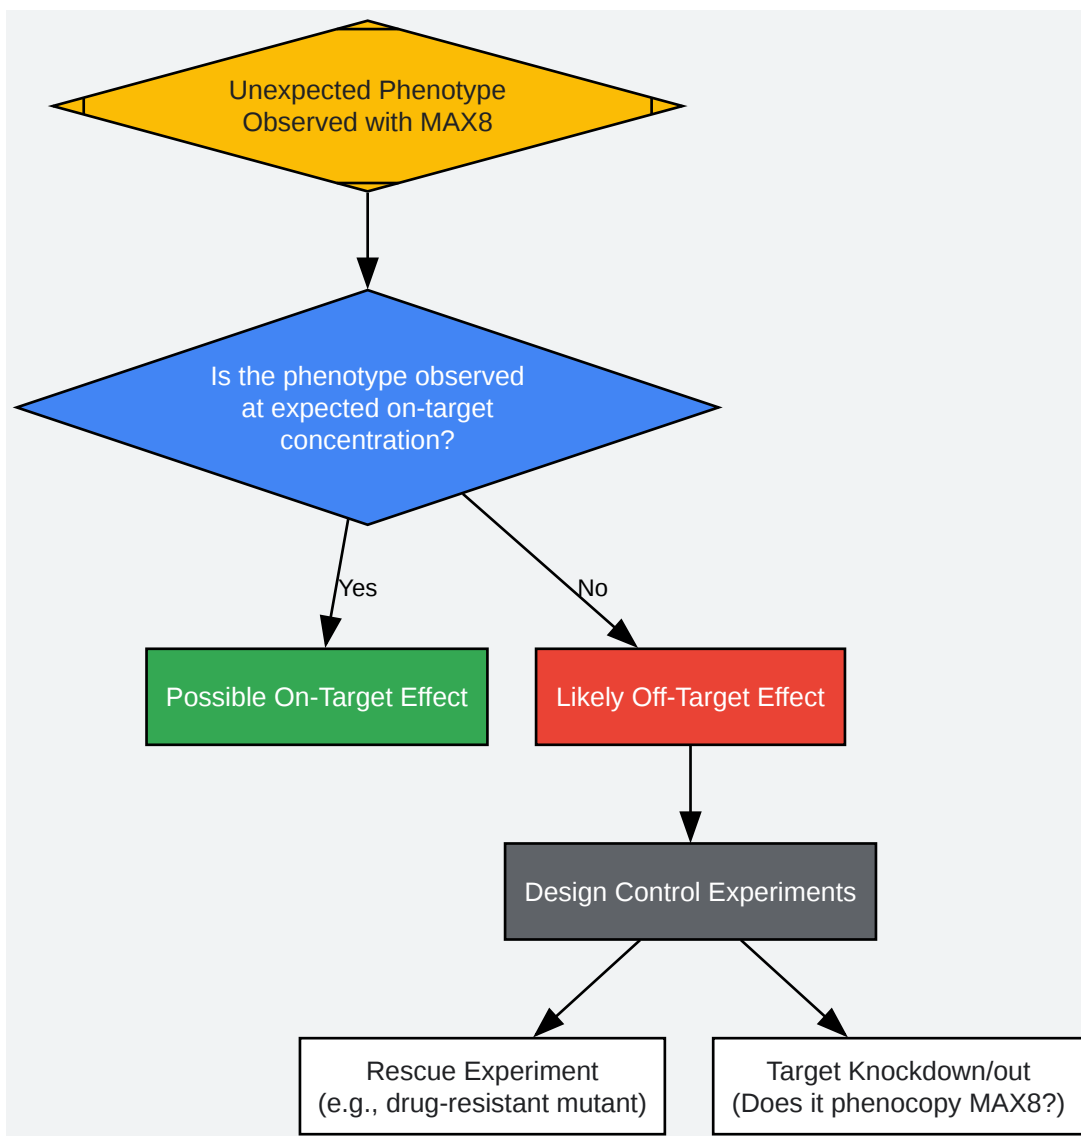 Unexpected Phenotype
Observed with MAX8
Is the phenotype observed
at expected on-target
concentration?
Yes
No
Possible On-Target Effect
Likely Off-Target Effect
Design Control Experiments
Rescue Experiment
(e.g., drug-resistant mutant)
Target Knockdown/out
(Does it phenocopy MAX8?)